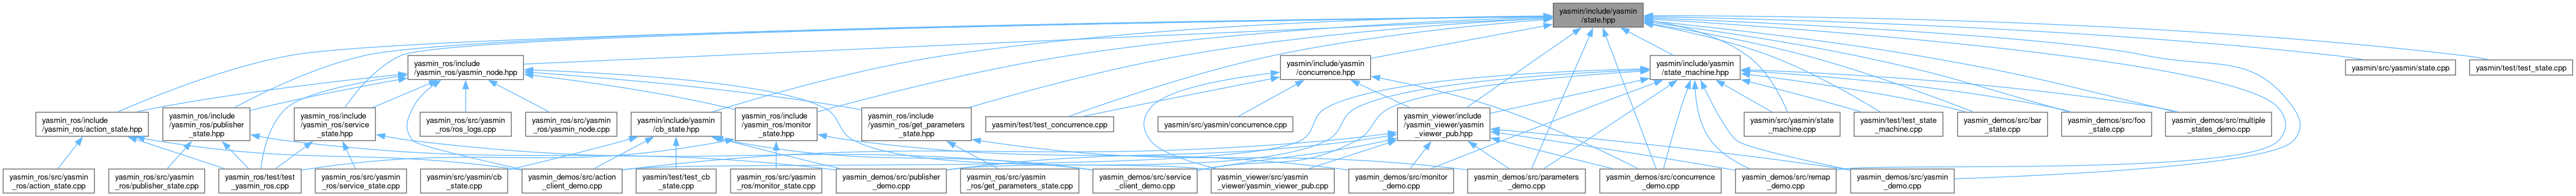 yasmin/include/yasmin
/state.hpp
yasmin_ros/include
/yasmin_ros/yasmin_node.hpp
yasmin/include/yasmin
/concurrence.hpp
yasmin/include/yasmin
/state_machine.hpp
yasmin/src/yasmin/state.cpp
yasmin/test/test_state.cpp
yasmin_ros/include
/yasmin_ros/action_state.hpp
yasmin_ros/include
/yasmin_ros/publisher
_state.hpp
yasmin_ros/include
/yasmin_ros/service
_state.hpp
yasmin_ros/src/yasmin
_ros/ros_logs.cpp
yasmin_ros/src/yasmin
_ros/yasmin_node.cpp
yasmin/include/yasmin
/cb_state.hpp
yasmin_ros/include
/yasmin_ros/monitor
_state.hpp
yasmin_ros/include
/yasmin_ros/get_parameters
_state.hpp
yasmin/test/test_concurrence.cpp
yasmin/src/yasmin/concurrence.cpp
yasmin_viewer/include
/yasmin_viewer/yasmin
_viewer_pub.hpp
yasmin/src/yasmin/state
_machine.cpp
yasmin/test/test_state
_machine.cpp
yasmin_demos/src/bar
_state.cpp
yasmin_demos/src/foo
_state.cpp
yasmin_demos/src/multiple
_states_demo.cpp
yasmin_ros/src/yasmin
_ros/action_state.cpp
yasmin_ros/src/yasmin
_ros/publisher_state.cpp
yasmin_ros/test/test
_yasmin_ros.cpp
yasmin_ros/src/yasmin
_ros/service_state.cpp
yasmin/src/yasmin/cb
_state.cpp
yasmin_demos/src/action
_client_demo.cpp
yasmin/test/test_cb
_state.cpp
yasmin_ros/src/yasmin
_ros/monitor_state.cpp
yasmin_demos/src/publisher
_demo.cpp
yasmin_ros/src/yasmin
_ros/get_parameters_state.cpp
yasmin_demos/src/service
_client_demo.cpp
yasmin_viewer/src/yasmin
_viewer/yasmin_viewer_pub.cpp
yasmin_demos/src/monitor
_demo.cpp
yasmin_demos/src/parameters
_demo.cpp
yasmin_demos/src/concurrence
_demo.cpp
yasmin_demos/src/remap
_demo.cpp
yasmin_demos/src/yasmin
_demo.cpp